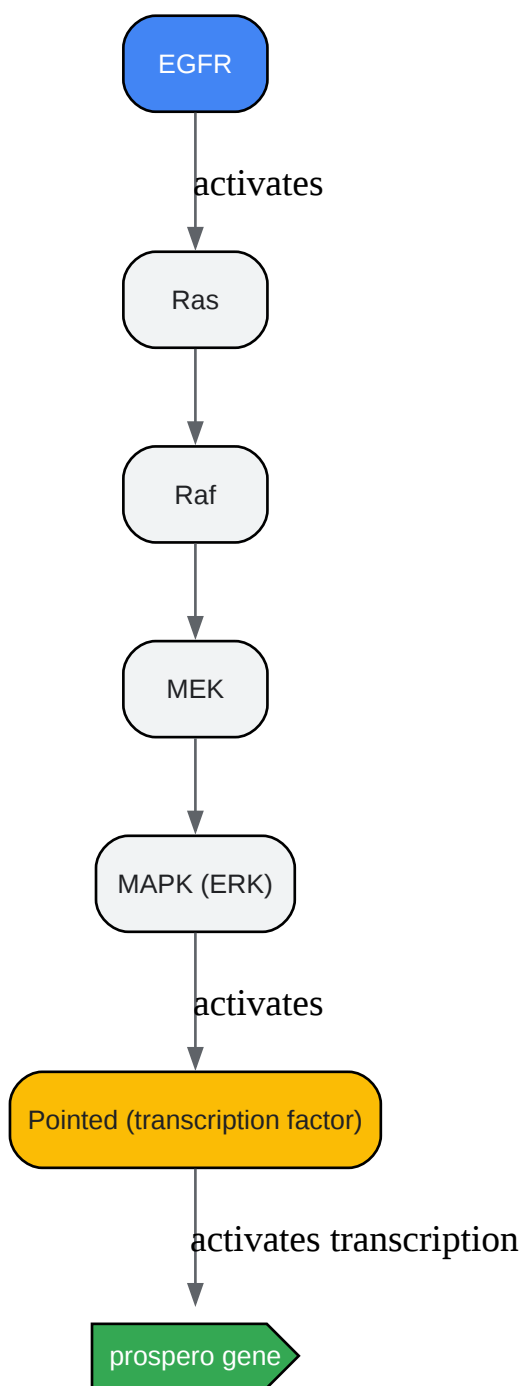 EGFR
activates
Ras
Raf
MEK
MAPK (ERK)
activates
Pointed (transcription factor)
activates transcription
prospero gene